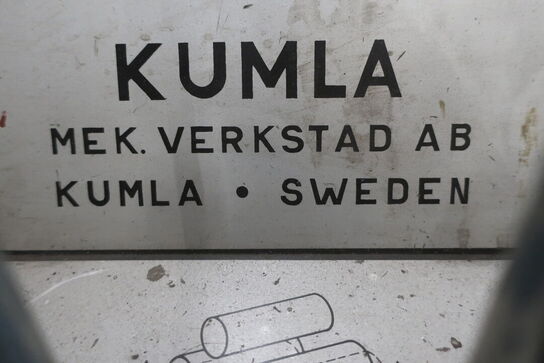 KUMLA
MEK. VERKSTAD AB
KUMLA • SWEDEN